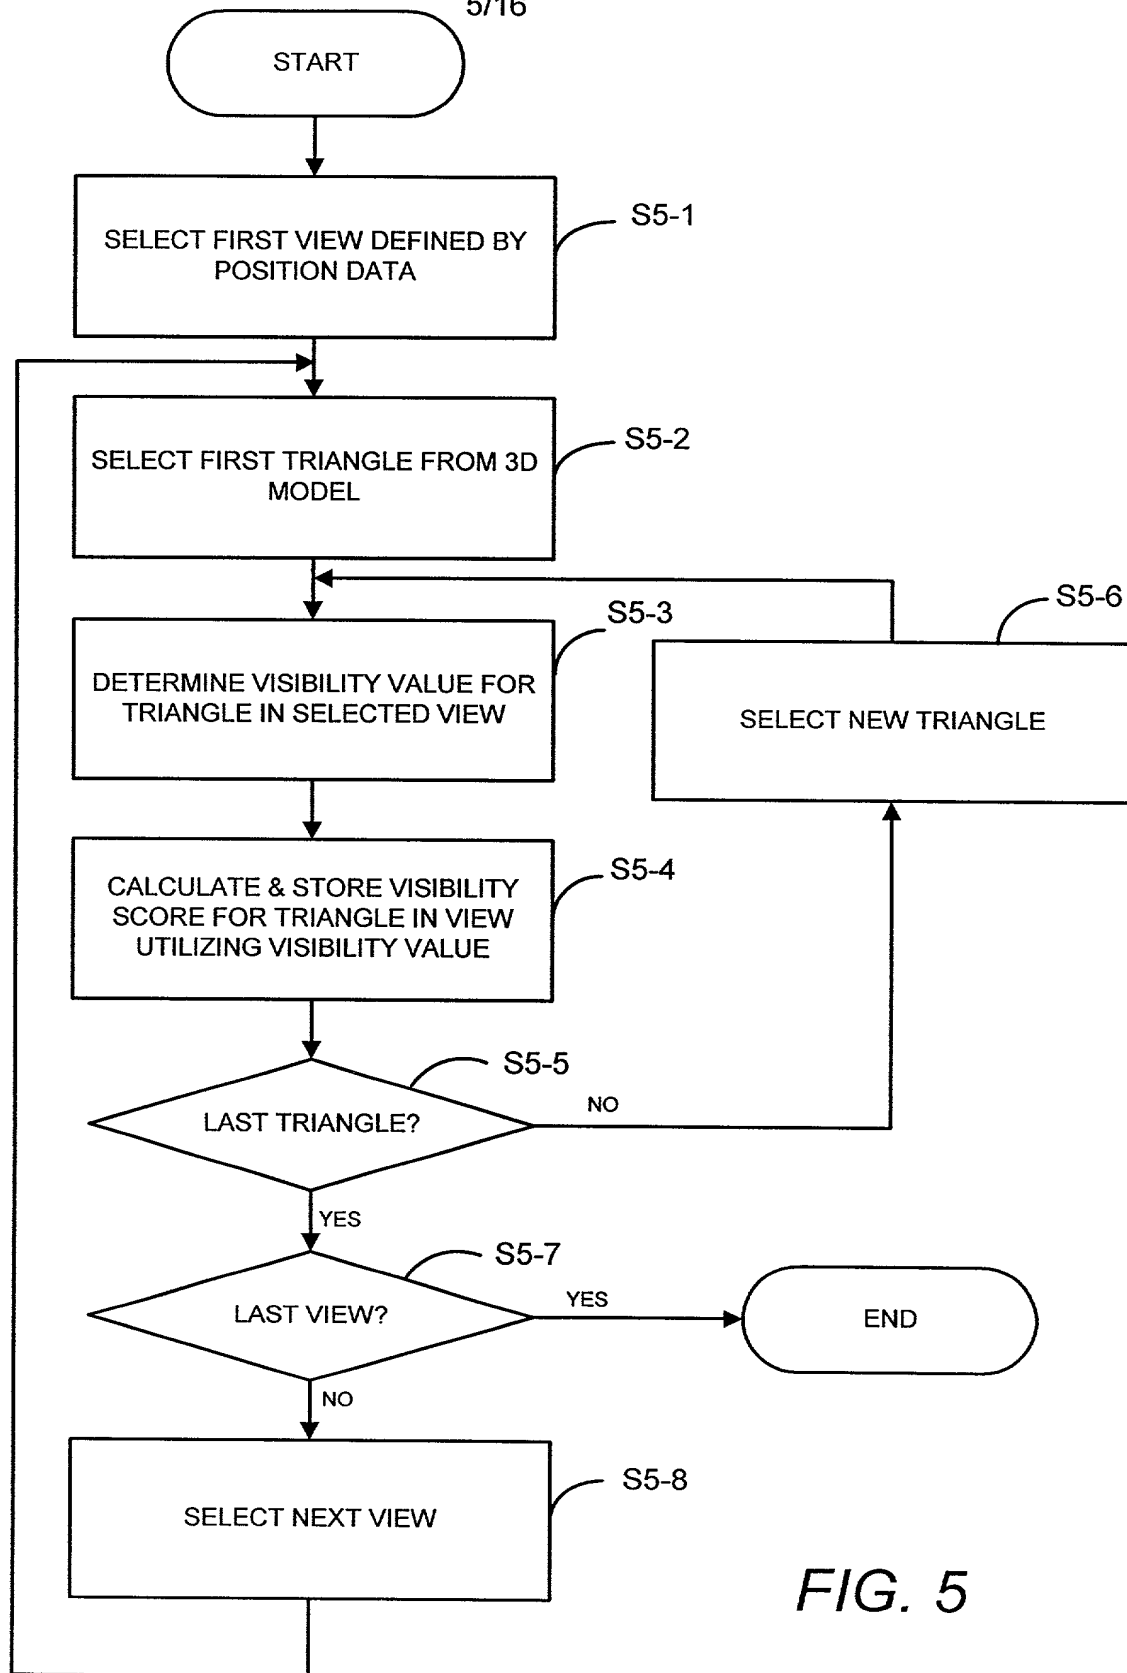 5/16
START
SELECT FIRST VIEW DEFINED BY
POSITION DATA
S5-1
SELECT FIRST TRIANGLE FROM 3D
MODEL
S5-2
DETERMINE VISIBILITY VALUE FOR
TRIANGLE IN SELECTED VIEW
S5-3
SELECT NEW TRIANGLE
S5-6
CALCULATE & STORE VISIBILITY
SCORE FOR TRIANGLE IN VIEW
UTILIZING VISIBILITY VALUE
S5-4
LAST TRIANGLE?
S5-5
NO
YES
LAST VIEW?
S5-7
YES
END
NO
SELECT NEXT VIEW
S5-8
FIG. 5